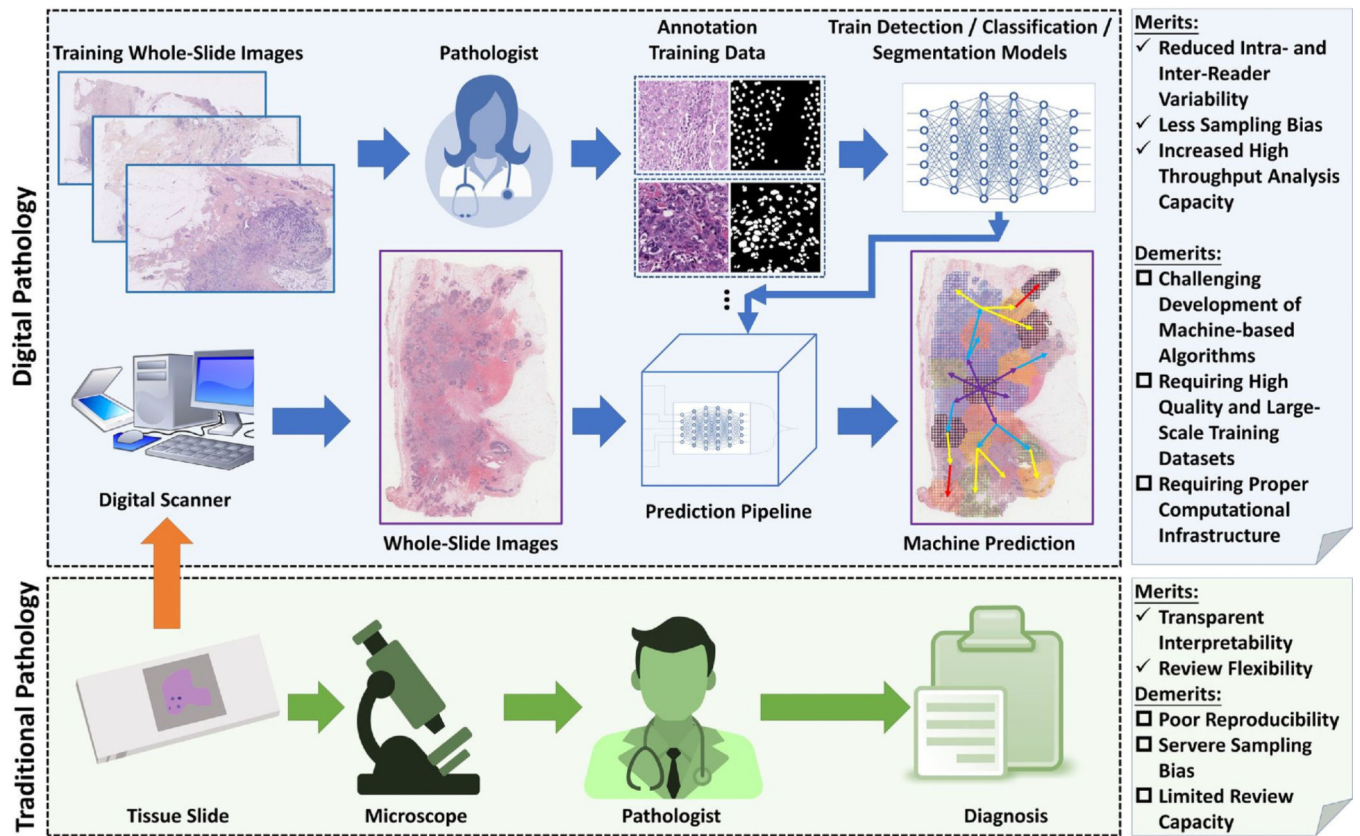 Digital Pathology
Training Whole-Slide Images
Pathologist
Annotation
Training Data
Train Detection / Classification /
Segmentation Models
Digital Scanner
Whole-Slide Images
Prediction Pipeline
Machine Prediction
Merits:
✓ Reduced Intra- and
Inter-Reader
Variability
✓ Less Sampling Bias
✓ Increased High
Throughput Analysis
Capacity
Demerits:
Challenging
Development of
Machine-based
Algorithms
Requiring High
Quality and Large-
Scale Training
Datasets
Requiring Proper
Computational
Infrastructure
Traditional Pathology
Tissue Slide
Microscope
Pathologist
Diagnosis
Merits:
✓ Transparent
Interpretability
✓ Review Flexibility
Demerits:
Poor Reproducibility
Servere Sampling
Bias
Limited Review
Capacity